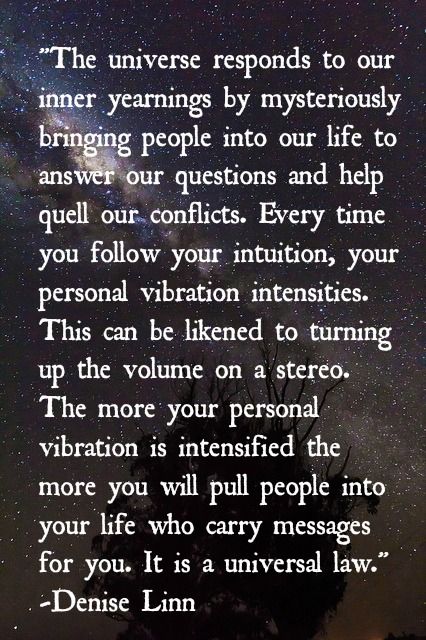 "The universe responds to our
inner yearnings by mysteriously
bringing people into our life to
answer our questions and help
quell our conflicts. Every time
you follow your intuition, your
personal vibration intensities.
This can be likened to turning
up the volume on a stereo.
The more your personal
vibration is intensified the
more you will pull people into
your life who carry messages
for you. It is a universal law."
-Denise Linn